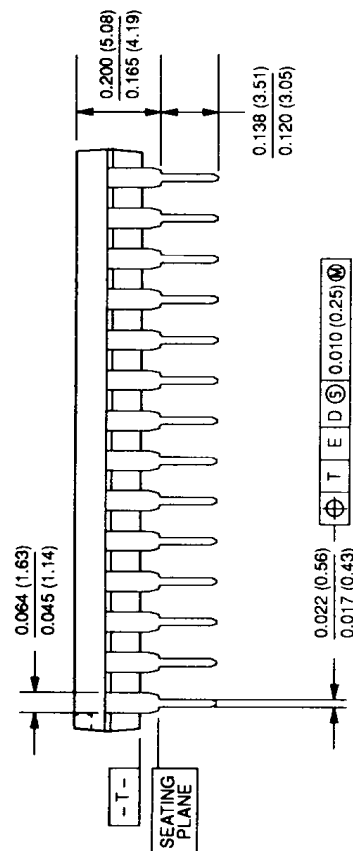 0.200 (5.08)
0.165 (4.19)
0.138 (3.51)
0.120 (3.05)
0.064 (1.63)
0.045 (1.14)
⌖ T E D Ⓢ 0.010 (0.25) Ⓜ
0.022 (0.56)
0.017 (0.43)
- T -
SEATING
PLANE